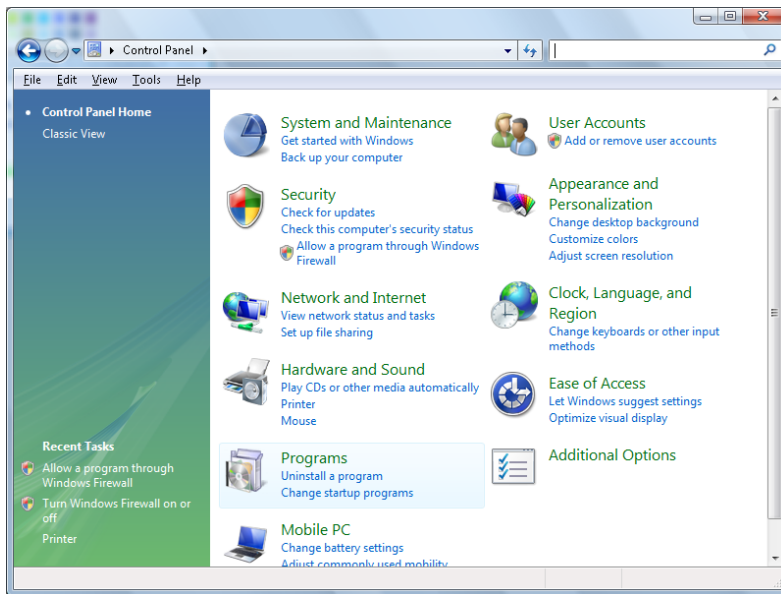 Control Panel
File Edit View Tools Help
Control Panel Home
Classic View
System and Maintenance
Get started with Windows
Back up your computer
Security
Check for updates
Check this computer's security status
Allow a program through Windows
Firewall
Network and Internet
View network status and tasks
Set up file sharing
Hardware and Sound
Play CDs or other media automatically
Printer
Mouse
Programs
Uninstall a program
Change startup programs
Mobile PC
Change battery settings
Adjust commonly used mobility
User Accounts
Add or remove user accounts
Appearance and
Personalization
Change desktop background
Customize colors
Adjust screen resolution
Clock, Language, and
Region
Change keyboards or other input
methods
Ease of Access
Let Windows suggest settings
Optimize visual display
Additional Options
Recent Tasks
Allow a program through
Windows Firewall
Turn Windows Firewall on or
off
Printer